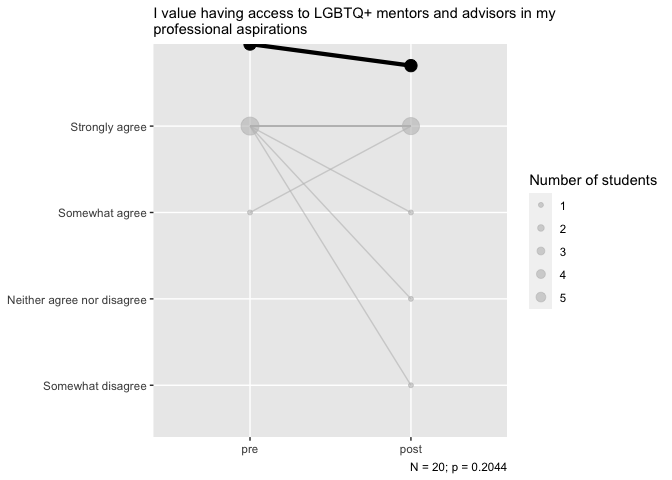 I value having access to LGBTQ+ mentors and advisors in my
professional aspirations
Strongly agree
Somewhat agree
Neither agree nor disagree
Somewhat disagree
pre
post
N = 20; p = 0.2044
Number of students
1
2
3
4
5